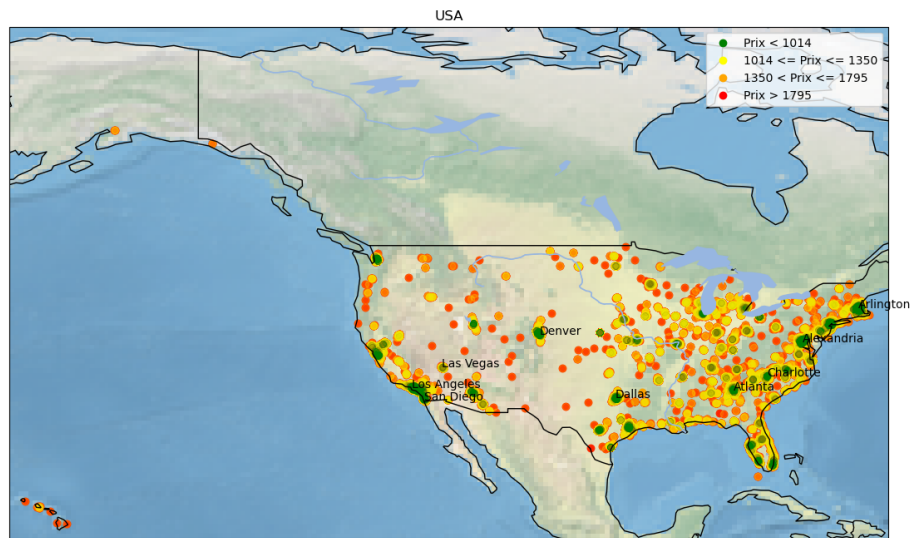 USA
Prix < 1014
1014 <= Prix <= 1350
1350 < Prix <= 1795
Prix > 1795
Arlington
Denver
Alexandria
Las Vegas
Charlotte
Los Angeles
Atlanta
San Diego
Dallas